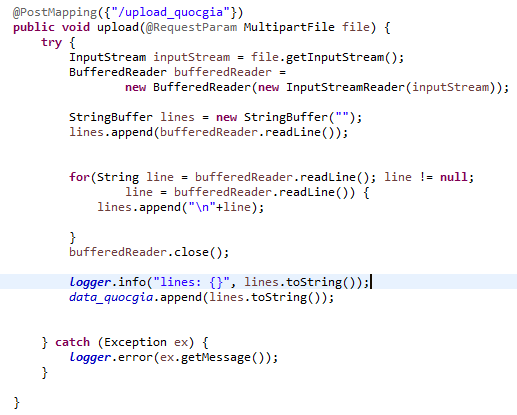 @PostMapping({"/upload_quocgia"})
public void upload(@RequestParam MultipartFile file) {
try {
InputStream inputStream = file.getInputStream();
BufferedReader bufferedReader =
new BufferedReader(new InputStreamReader(inputStream));
StringBuffer lines = new StringBuffer("");
lines.append(bufferedReader.readLine());
for(String line = bufferedReader.readLine(); line != null;
line = bufferedReader.readLine()) {
lines.append("\n"+line);
}
bufferedReader.close();
logger.info("lines: {}", lines.toString());
data_quocgia.append(lines.toString());
} catch (Exception ex) {
logger.error(ex.getMessage());
}
}